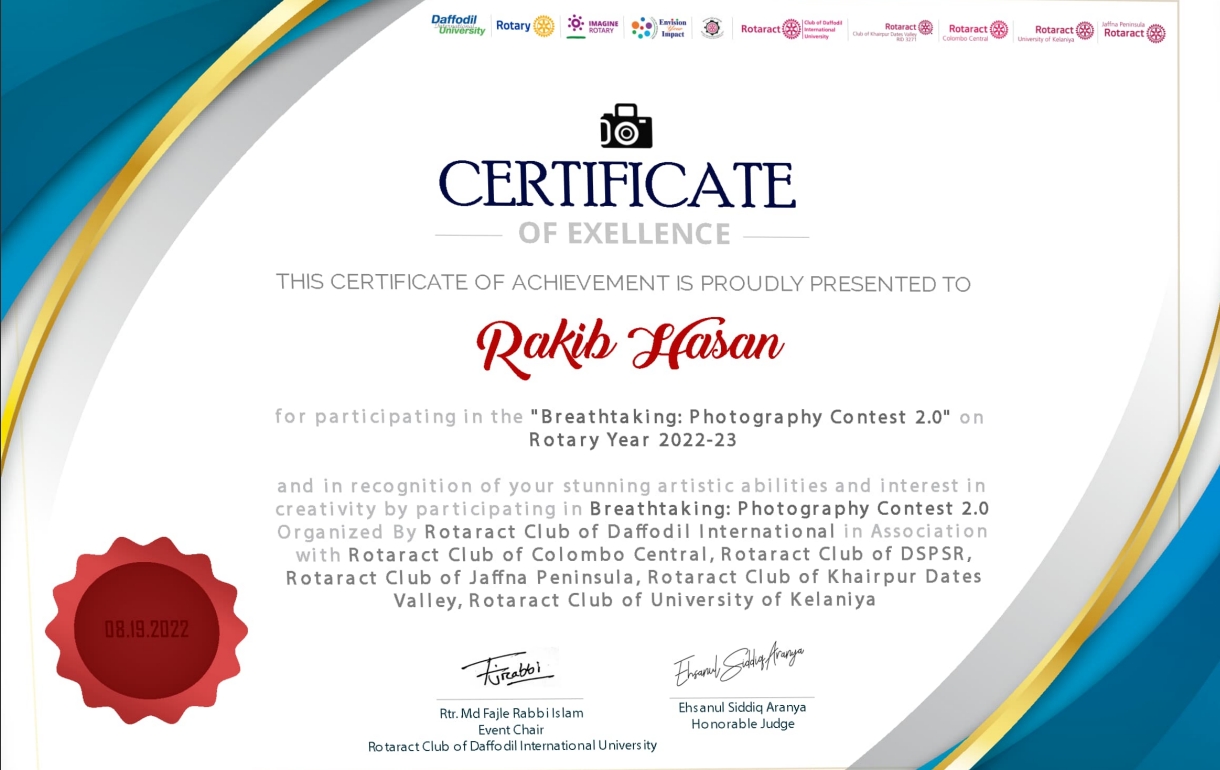 Daffodil
International
University
Rotary
IMAGINE
ROTARY
Envision
Your
Impact
Rotaract
Club of Daffodil
International
University
Rotaract
Club of Khairpur Dates Valley
RID 3271
Rotaract
Colombo Central
Rotaract
University of Kelaniya
Jaffna Peninsula
Rotaract
CERTIFICATE
OF EXELLENCE
THIS CERTIFICATE OF ACHIEVEMENT IS PROUDLY PRESENTED TO
Rakib Hasan
for participating in the "Breathtaking: Photography Contest 2.0" on
Rotary Year 2022-23
and in recognition of your stunning artistic abilities and interest in
creativity by participating in Breathtaking: Photography Contest 2.0
Organized By Rotaract Club of Daffodil International in Association
with Rotaract Club of Colombo Central, Rotaract Club of DSPSR,
Rotaract Club of Jaffna Peninsula, Rotaract Club of Khairpur Dates
Valley, Rotaract Club of University of Kelaniya
08.19.2022
Ehsanul Siddiq Aranya
Rtr. Md Fajle Rabbi Islam
Event Chair
Rotaract Club of Daffodil International University
Ehsanul Siddiq Aranya
Honorable Judge